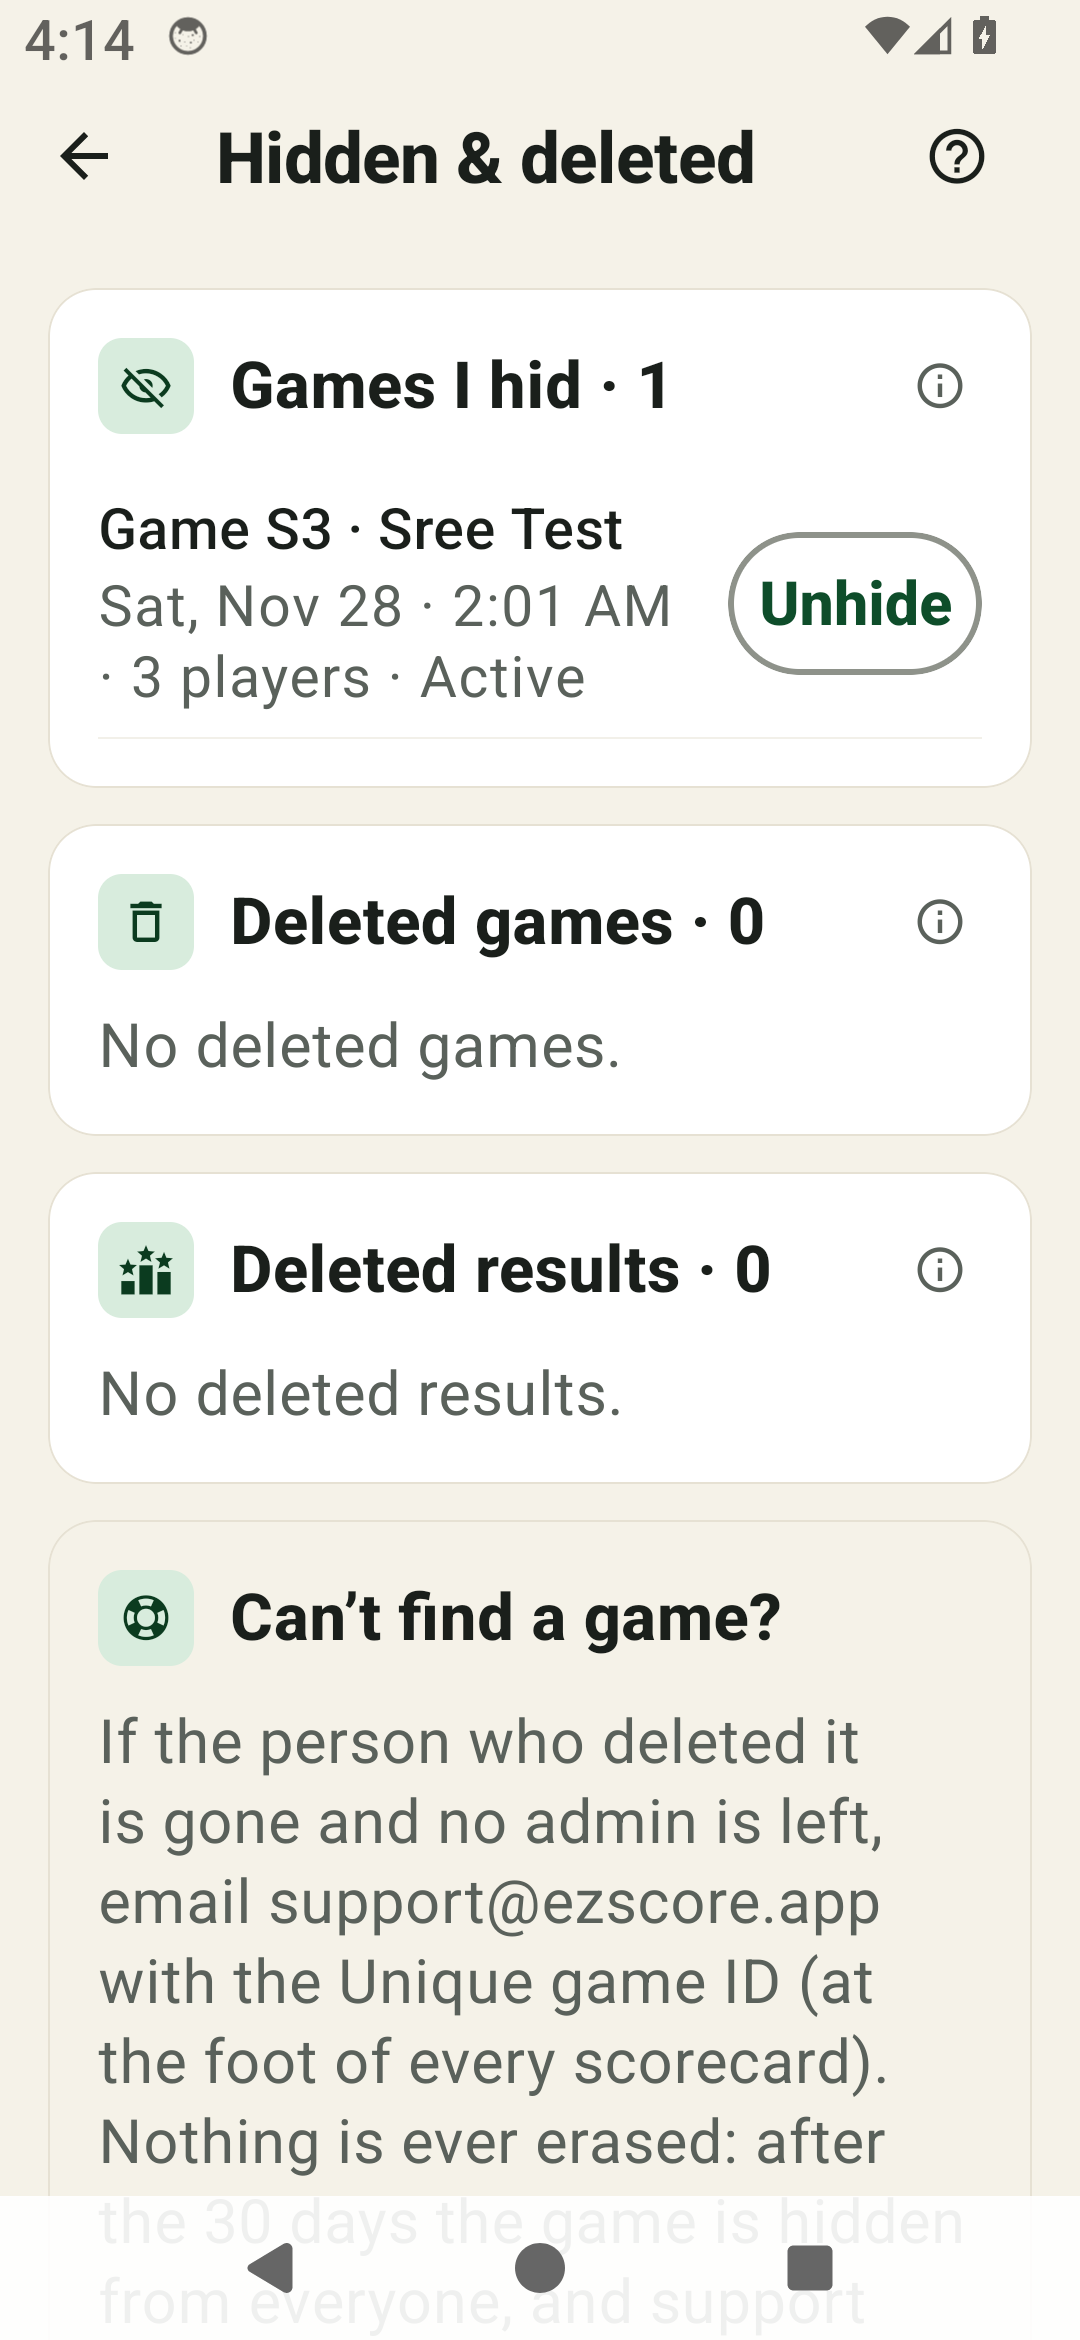 4:14
Hidden & deleted
Games I hid · 1
Game S3 · Sree Test
Sat, Nov 28 · 2:01 AM
· 3 players · Active
Unhide
Deleted games · 0
No deleted games.
Deleted results · 0
No deleted results.
Can’t find a game?
If the person who deleted it
is gone and no admin is left,
email support@ezscore.app
with the Unique game ID (at
the foot of every scorecard).
Nothing is ever erased: after
the 30 days the game is hidden
from everyone, and support